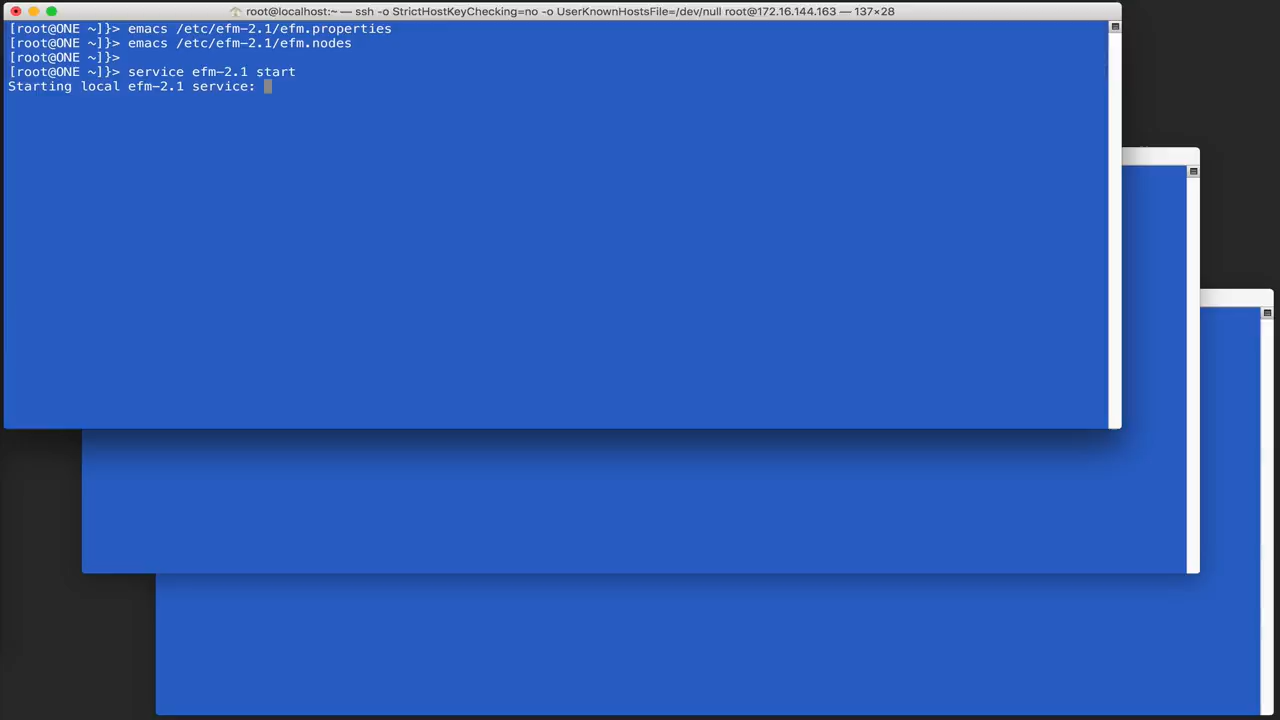 root@localhost:~ — ssh -o StrictHostKeyChecking=no -o UserKnownHostsFile=/dev/null root@172.16.144.163 — 137×28
[root@ONE ~]}> emacs /etc/efm-2.1/efm.properties
[root@ONE ~]}> emacs /etc/efm-2.1/efm.nodes
[root@ONE ~]}>
[root@ONE ~]}> service efm-2.1 start
Starting local efm-2.1 service: